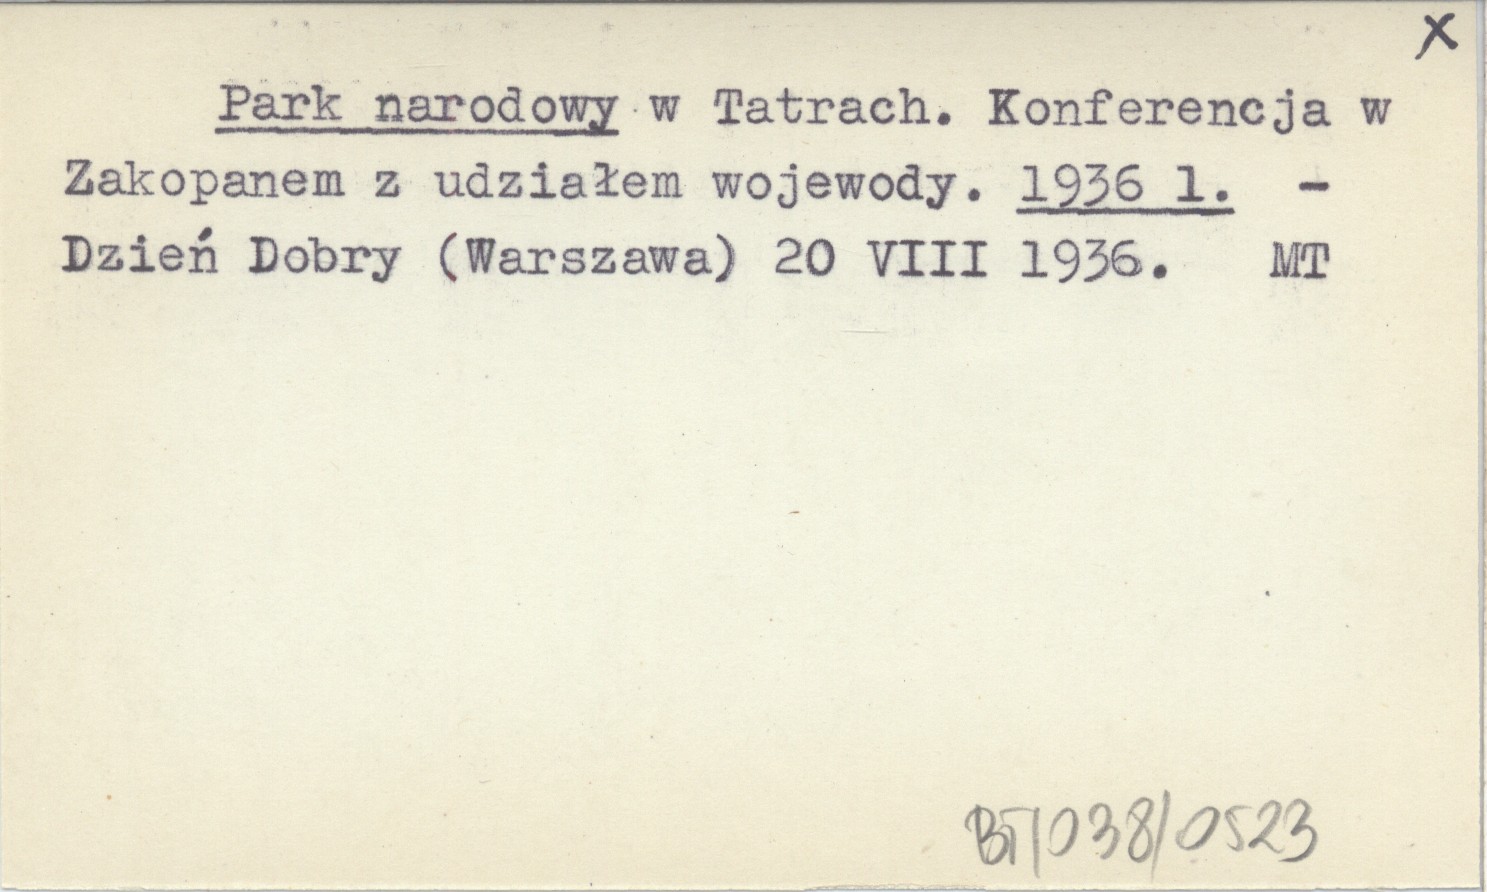 X
Park narodowy w Tatrach. Konferencja w
Zakopanem z udziałem wojewody. 1936 l. -
Dzień Dobry (Warszawa) 20 VIII 1936. MT
BT/038/0523